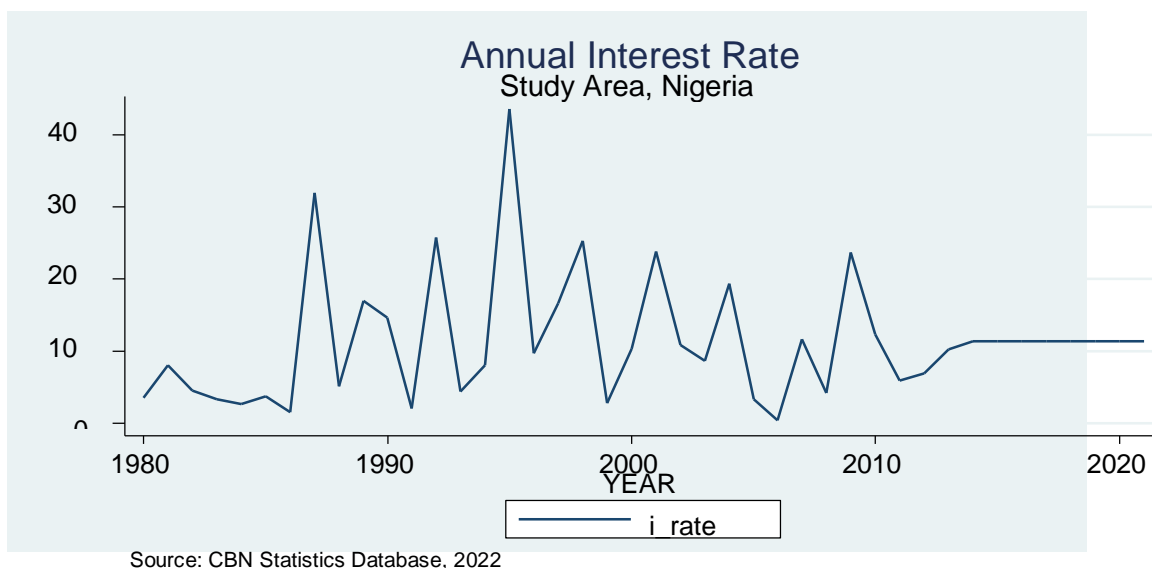 Annual Interest Rate
Study Area, Nigeria
40
30
20
10
0
1980 1990 2000 2010 2020
YEAR
i_rate
Source: CBN Statistics Database, 2022